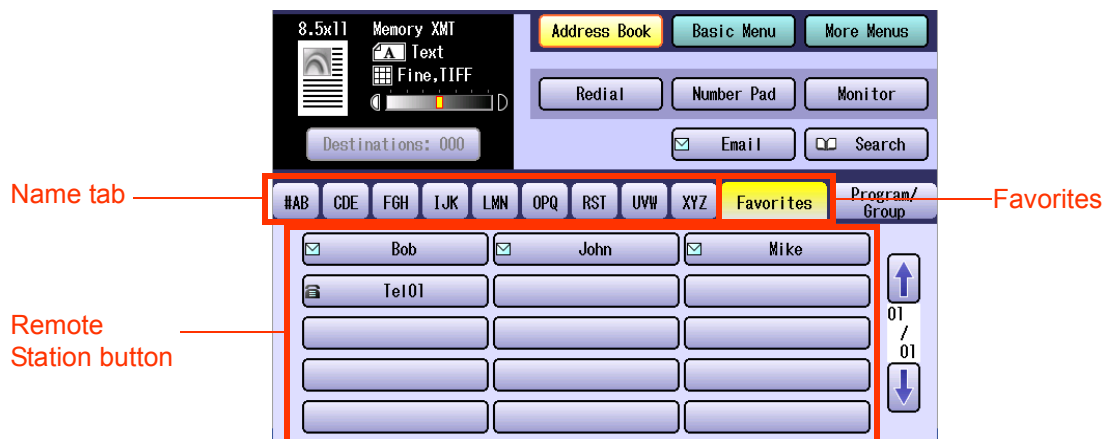 8.5x11 Memory XMT
A Text
Fine,TIFF
Destinations: 000
Address Book Basic Menu More Menus
Redial Number Pad Monitor
Email Search
Name tab
#AB CDE FGH IJK LMN OPQ RST UVW XYZ Favorites Program/
Group
Favorites
Bob John Mike
Tel01
Remote
Station button
01
/
01